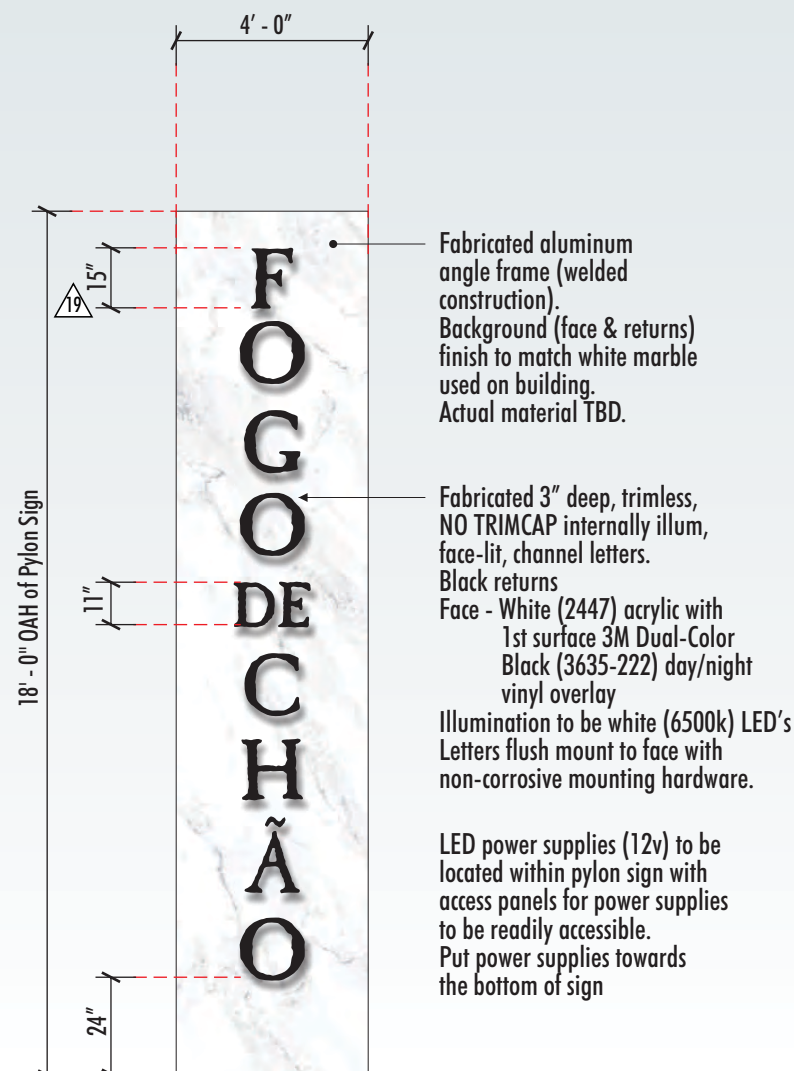 4' - 0"
15"
19
18' - 0" OAH of Pylon Sign
11"
24"
F
O
G
O
DE
C
H
Ã
O
Fabricated aluminum
angle frame (welded
construction).
Background (face & returns)
finish to match white marble
used on building.
Actual material TBD.
Fabricated 3" deep, trimless,
NO TRIMCAP internally illum,
face-lit, channel letters.
Black returns
Face - White (2447) acrylic with
1st surface 3M Dual-Color
Black (3635-222) day/night
vinyl overlay
Illumination to be white (6500k) LED's
Letters flush mount to face with
non-corrosive mounting hardware.
LED power supplies (12v) to be
located within pylon sign with
access panels for power supplies
to be readily accessible.
Put power supplies towards
the bottom of sign